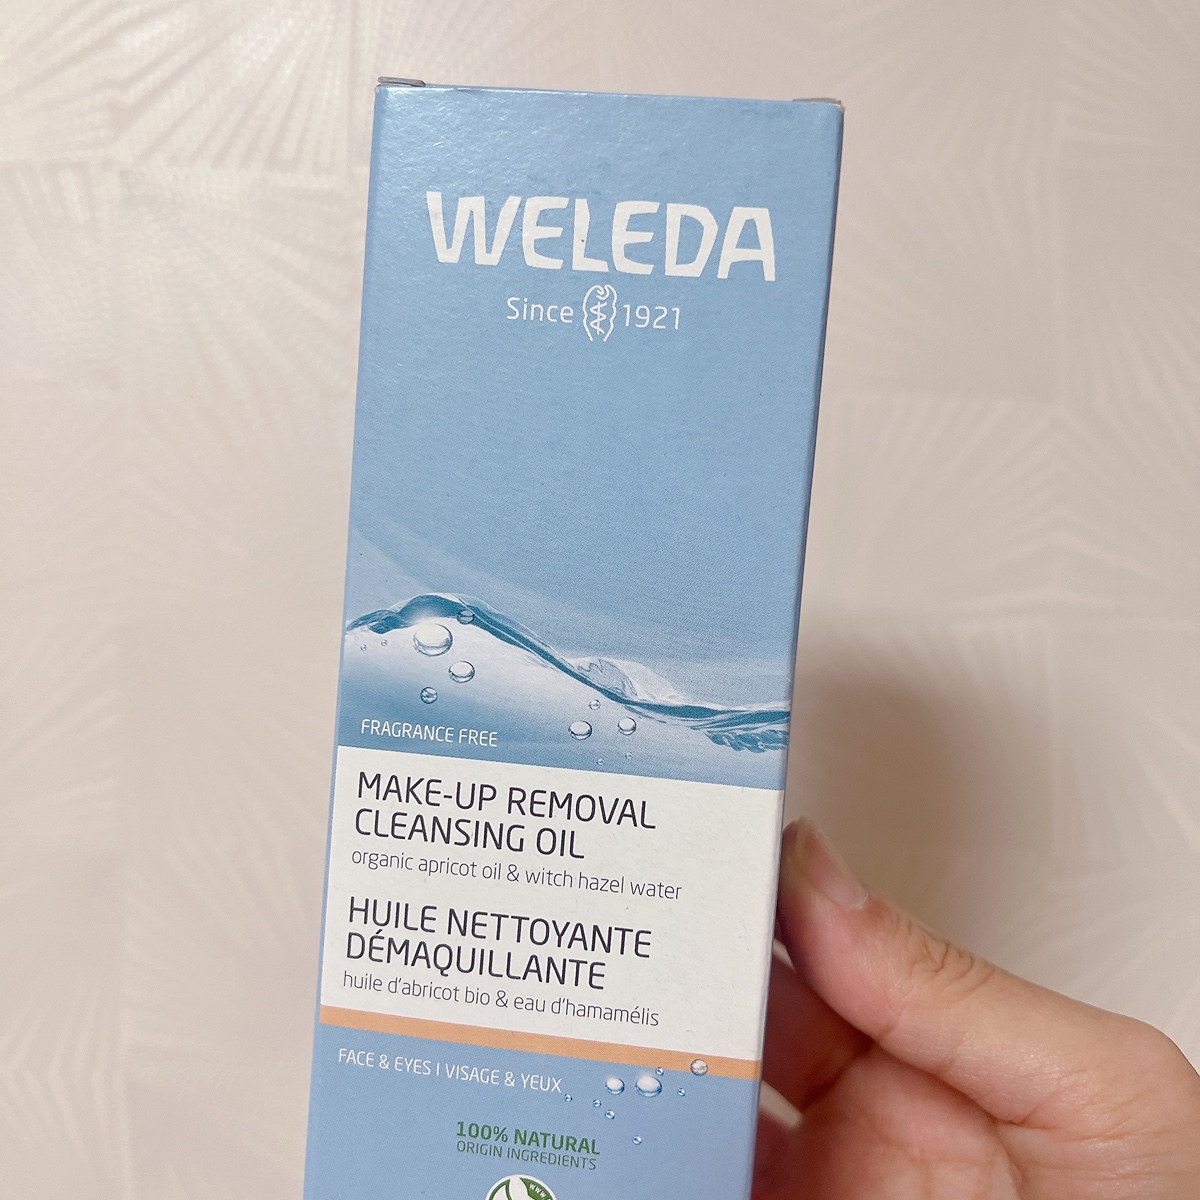 WELEDA
Since 1921
FRAGRANCE FREE
MAKE-UP REMOVAL
CLEANSING OIL
organic apricot oil & witch hazel water
HUILE NETTOYANTE
DÉMAQUILLANTE
huile d'abricot bio & eau d'hamamélis
FACE & EYES I VISAGE & YEUX
100% NATURAL
ORIGIN INGREDIENTS
www.